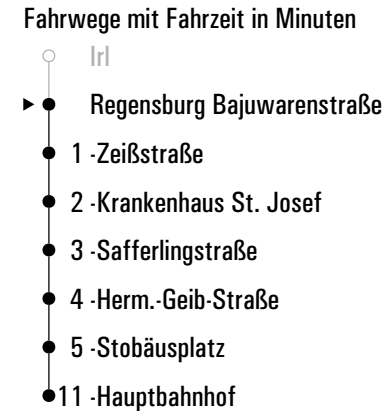 Fahrwege mit Fahrzeit in Minuten
Irl
Regensburg Bajuwarenstraße
1 -Zeißstraße
2 -Krankenhaus St. Josef
3 -Safferlingstraße
4 -Herm.-Geib-Straße
5 -Stobäusplatz
11 -Hauptbahnhof